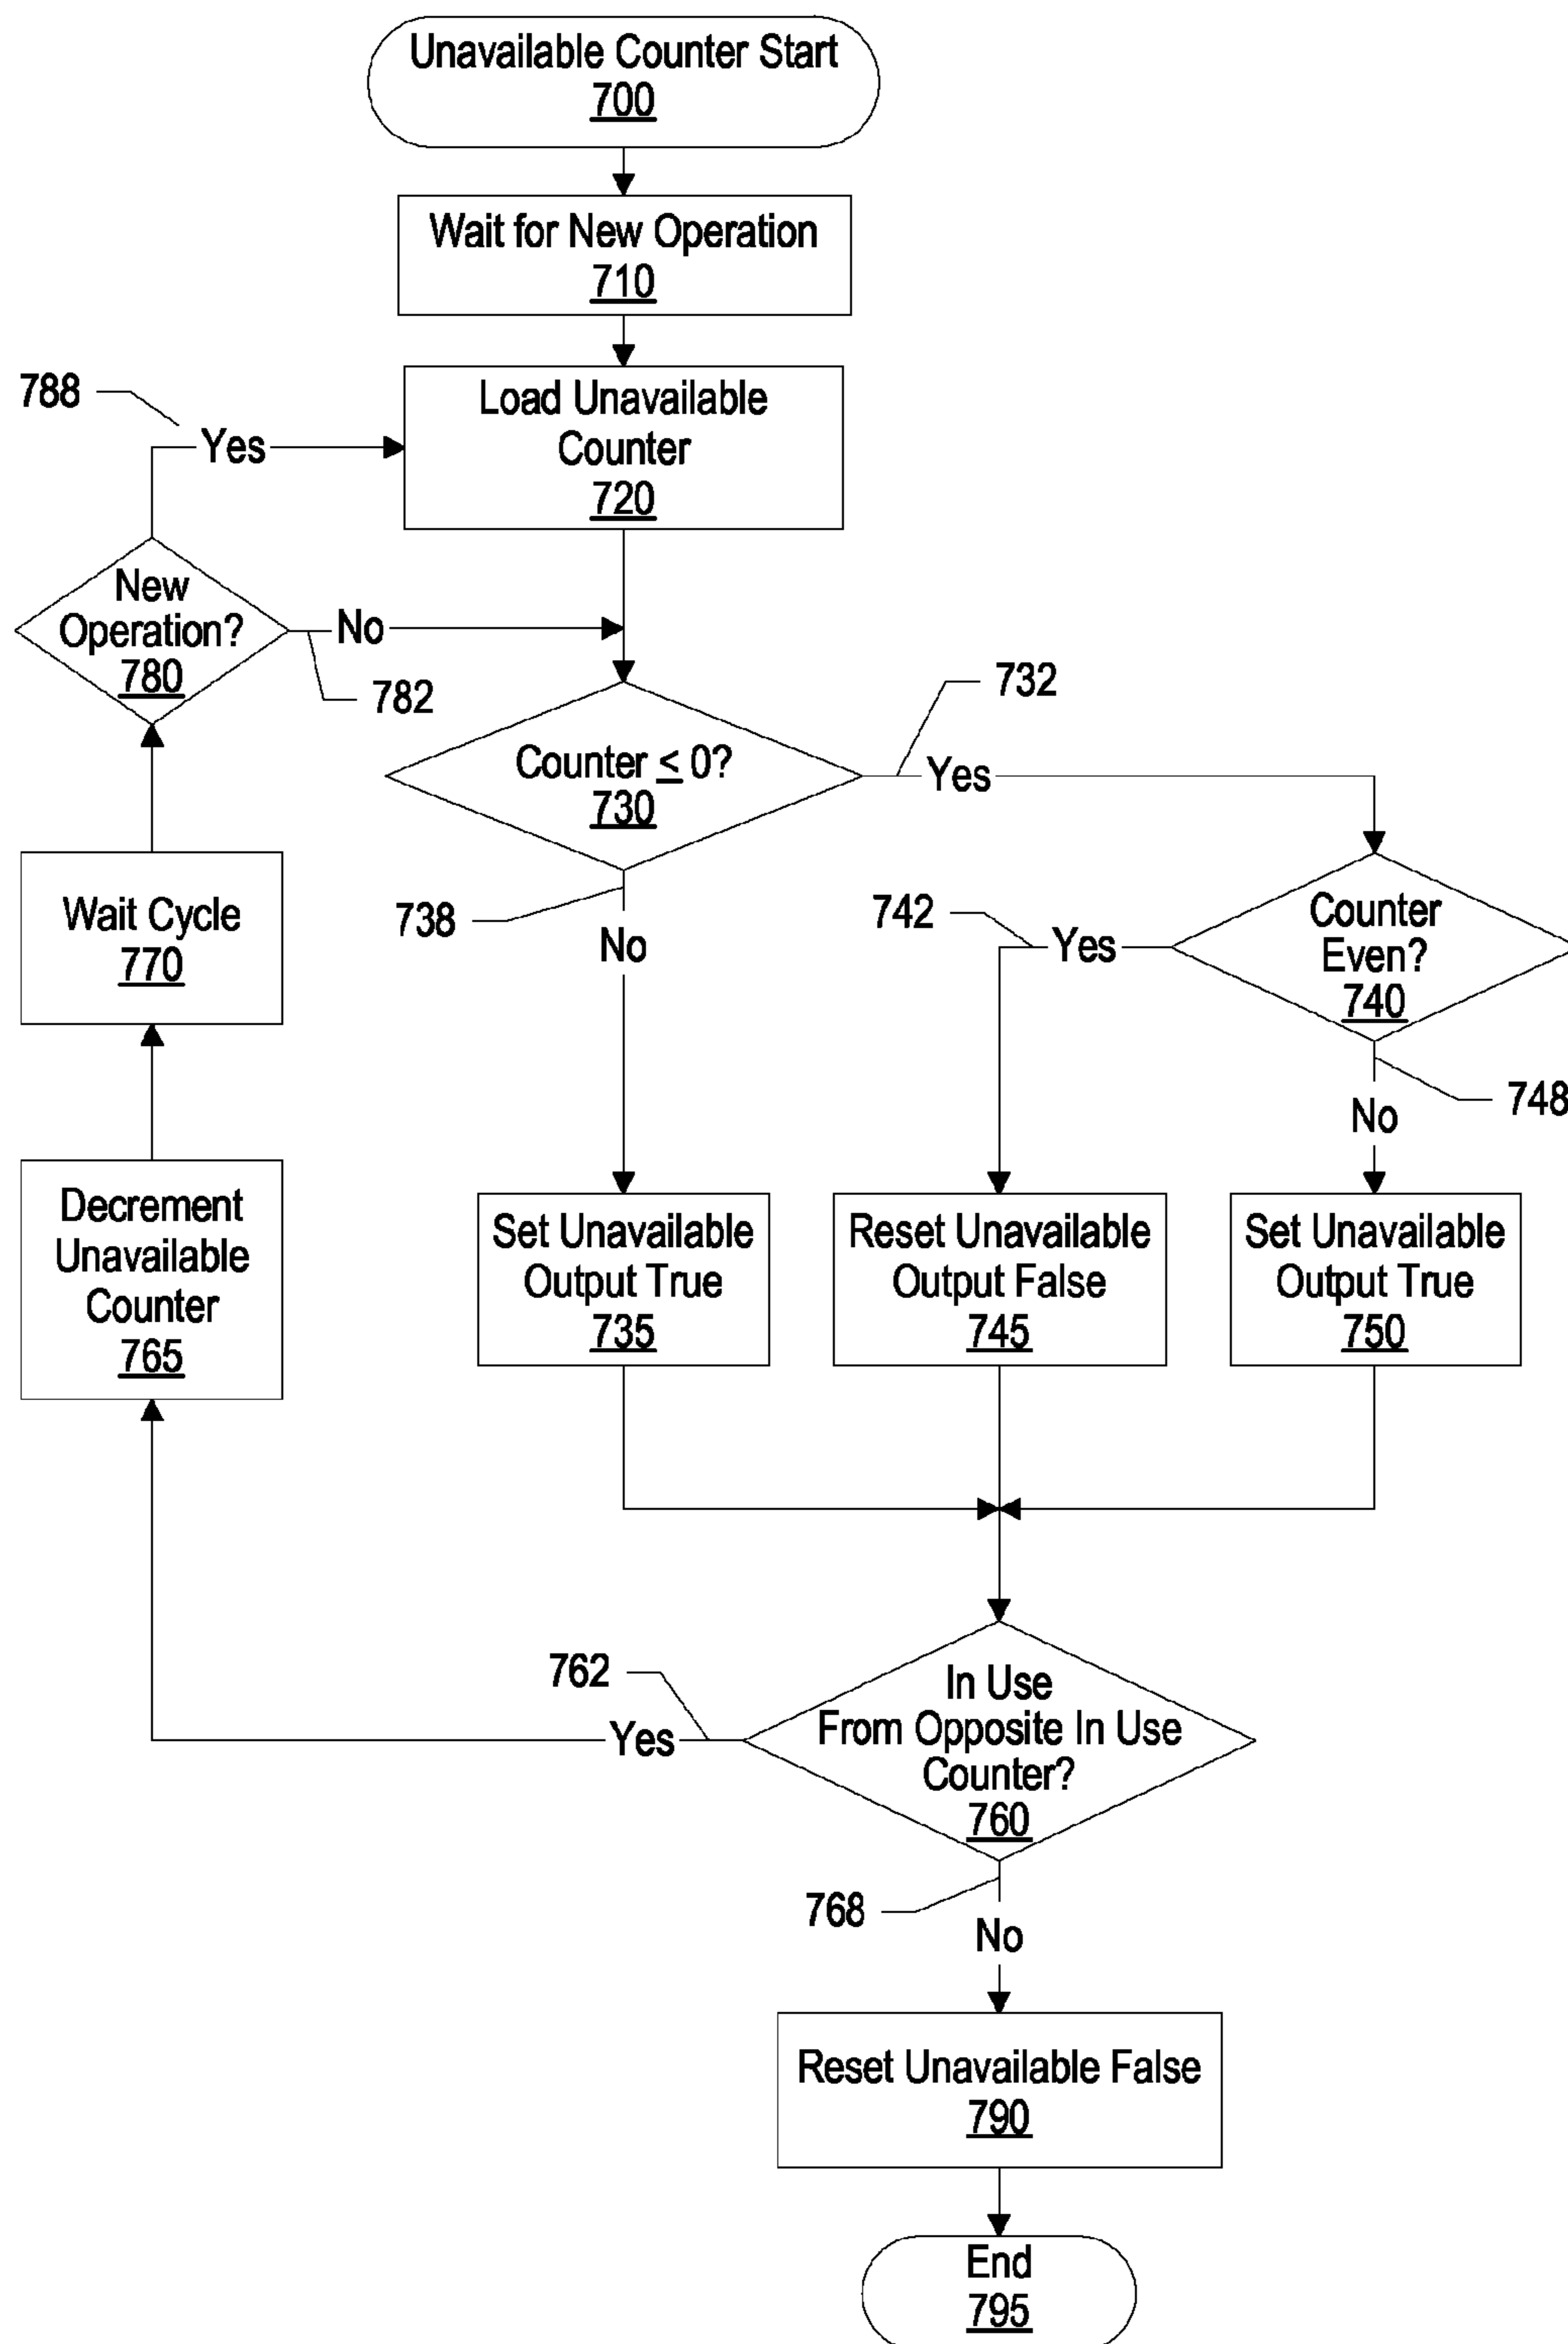 Unavailable Counter Start
700
Wait for New Operation
710
Load Unavailable
Counter
720
788
Yes
New
Operation?
780
No
782
Counter ≤ 0?
730
732
Yes
738
No
Counter
Even?
740
742
Yes
748
No
Wait Cycle
770
Decrement
Unavailable
Counter
765
Set Unavailable
Output True
735
Reset Unavailable
Output False
745
Set Unavailable
Output True
750
In Use
From Opposite In Use
Counter?
760
762
Yes
768
No
Reset Unavailable False
790
End
795